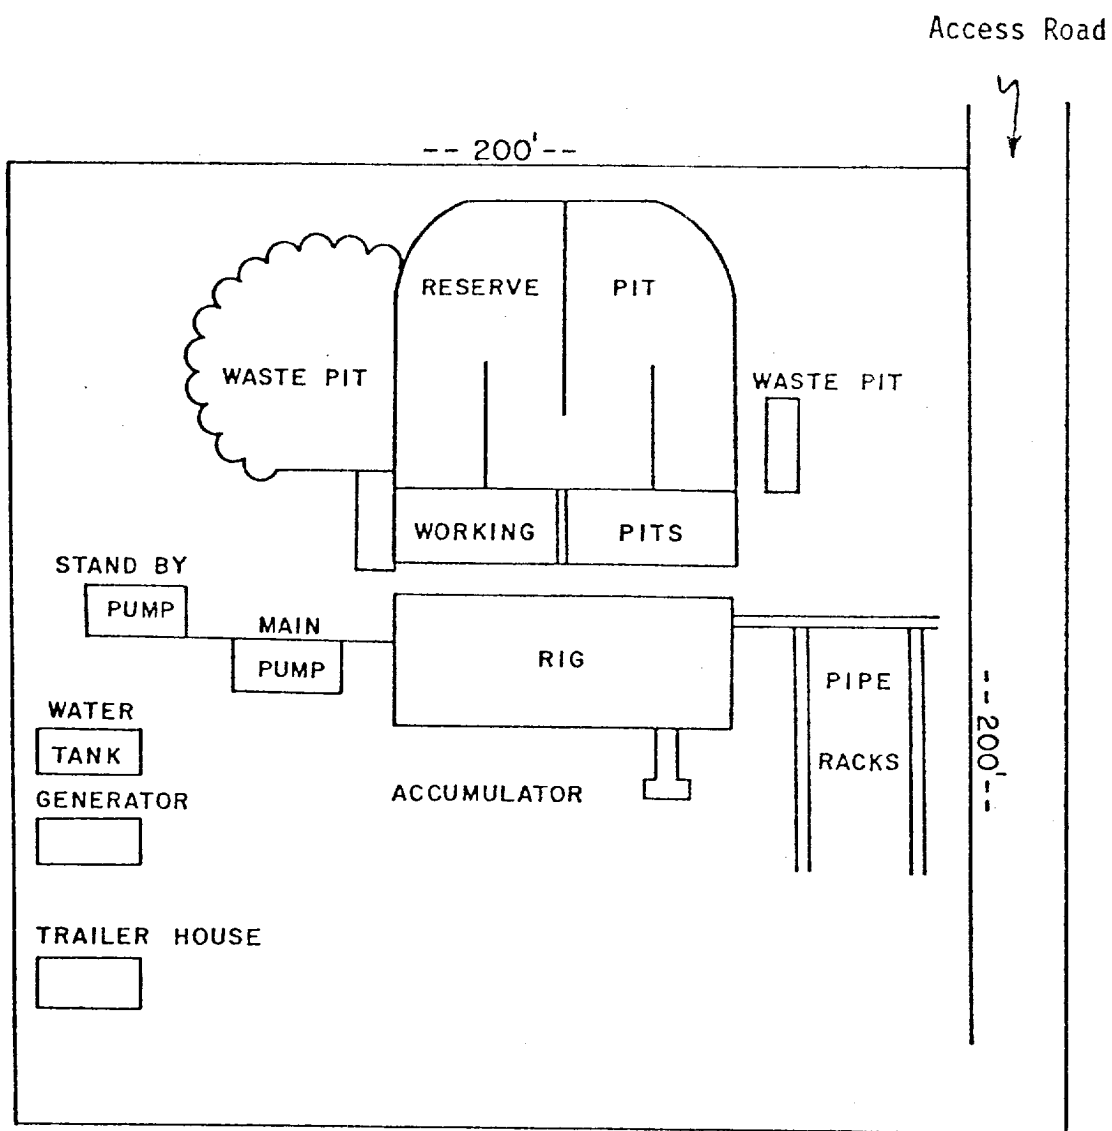 Access Road
-- 200' --
RESERVE PIT
WASTE PIT
WASTE PIT
WORKING PITS
STAND BY
PUMP
MAIN
PUMP
RIG
PIPE
RACKS
-- 200' --
WATER
TANK
GENERATOR
ACCUMULATOR
TRAILER HOUSE